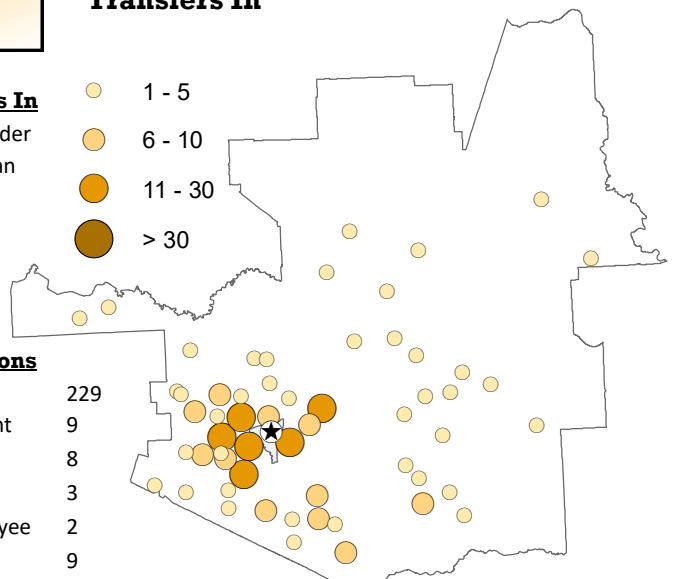 Transfers In
s In
der
1 - 5
6 - 10
an
11 - 30
> 30
ons
229
nt 9
8
3
yee 2
9